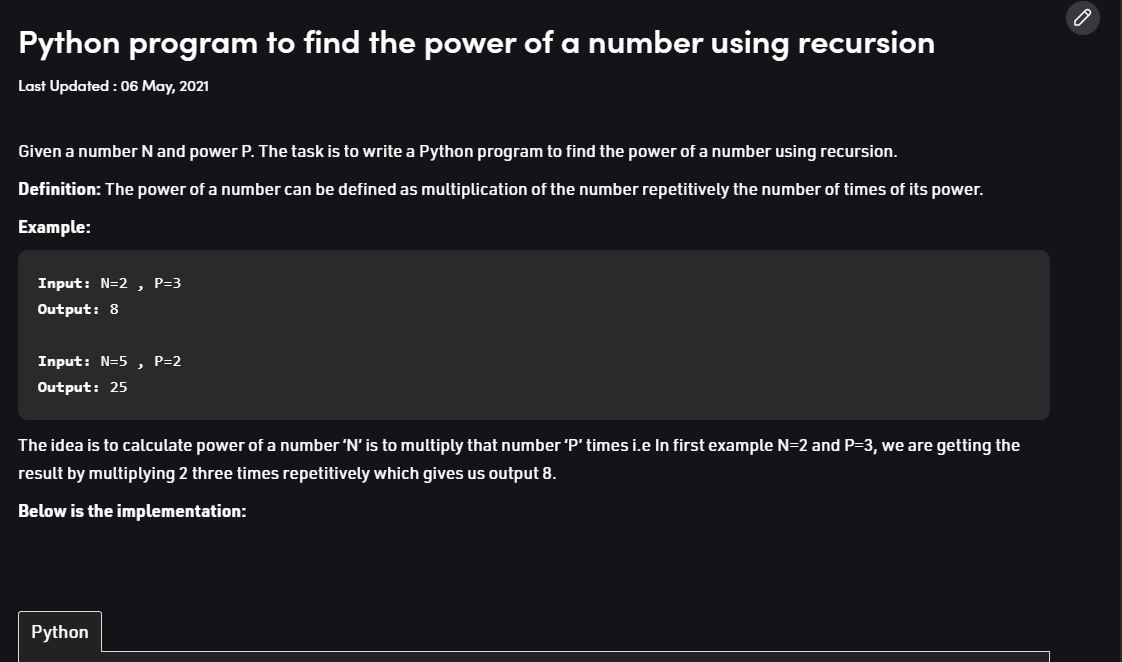 Python program to find the power of a number using recursion
Last Updated : 06 May, 2021
Given a number N and power P. The task is to write a Python program to find the power of a number using recursion.
Definition: The power of a number can be defined as multiplication of the number repetitively the number of times of its power.
Example:
Input: N=2 , P=3
Output: 8
Input: N=5 , P=2
Output: 25
The idea is to calculate power of a number ‘N’ is to multiply that number ‘P’ times i.e In first example N=2 and P=3, we are getting the
result by multiplying 2 three times repetitively which gives us output 8.
Below is the implementation:
Python